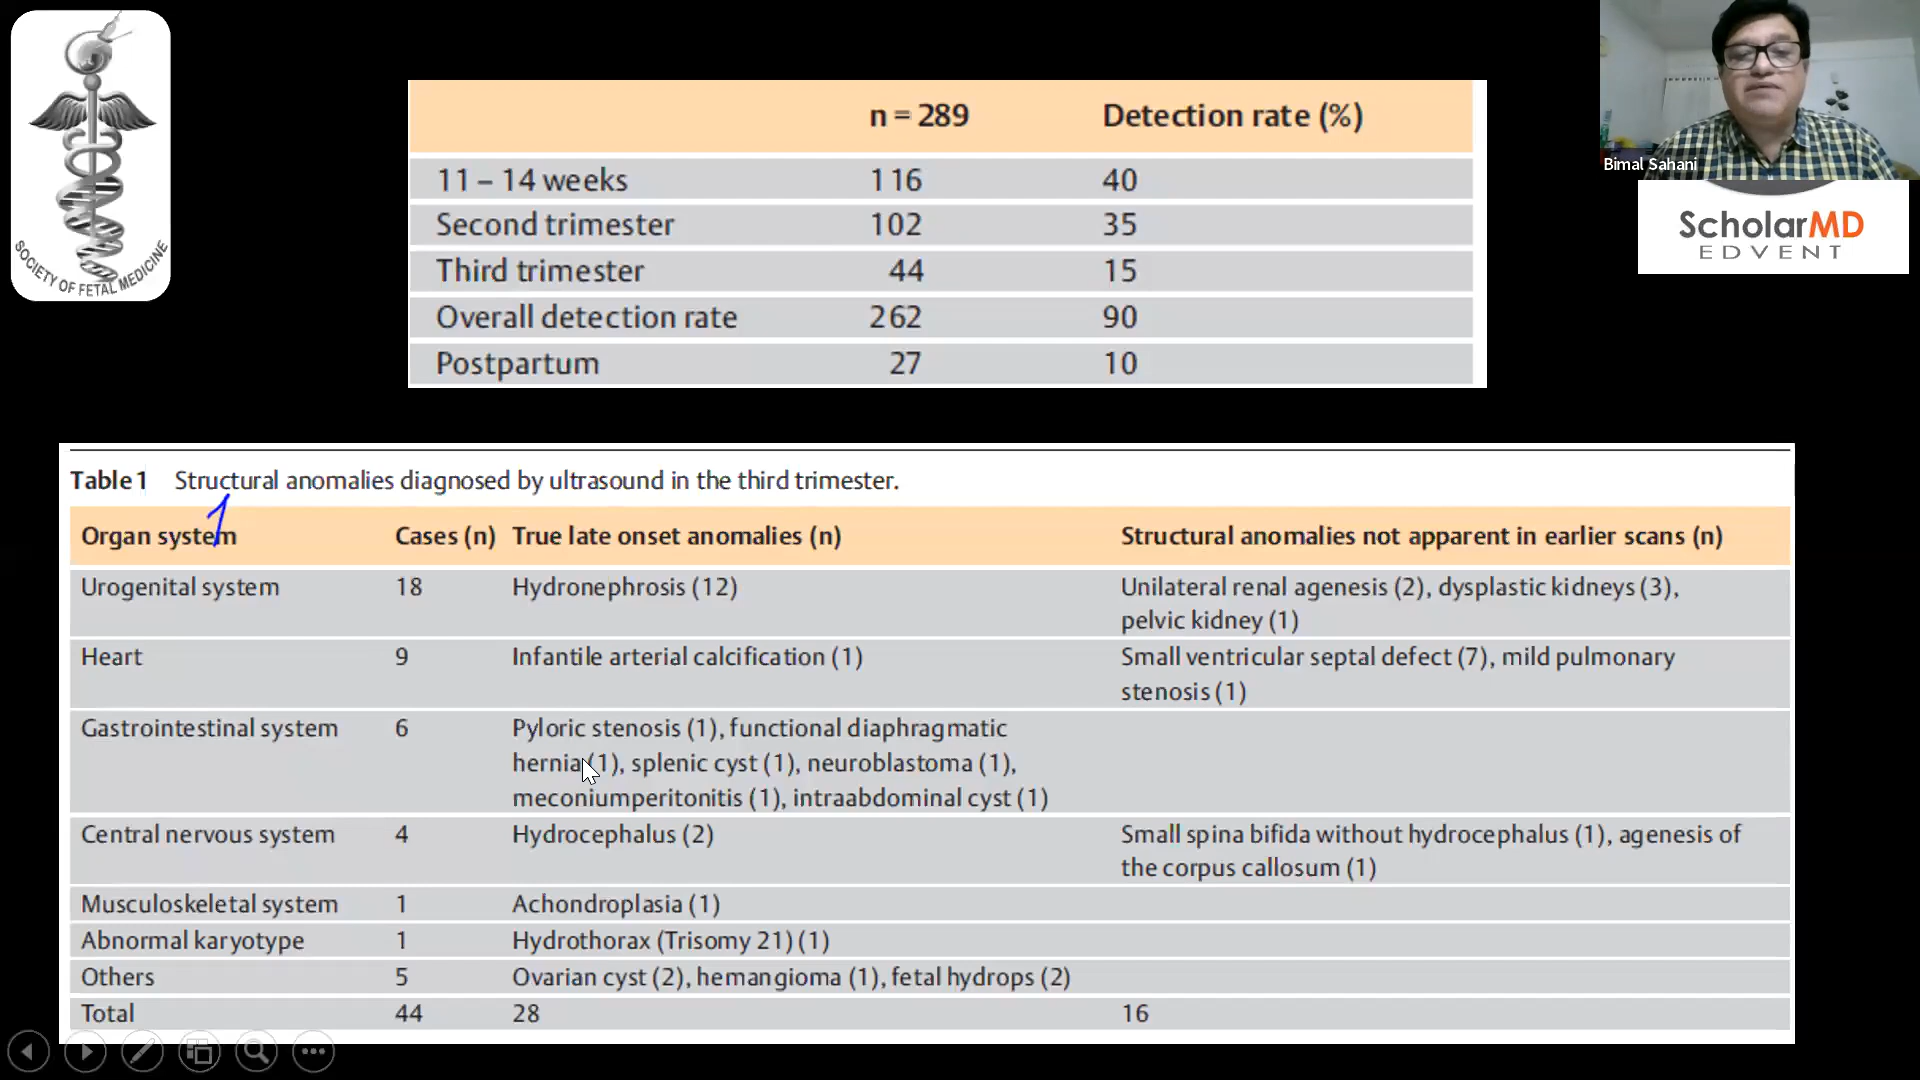 SOCIETY OF FETAL MEDICINE
Bimal Sahani
ScholarMD
EDVENT
n = 289 Detection rate (%)
11 – 14 weeks 116 40
Second trimester 102 35
Third trimester 44 15
Overall detection rate 262 90
Postpartum 27 10
Table 1 Structural anomalies diagnosed by ultrasound in the third trimester.
Organ system Cases (n) True late onset anomalies (n) Structural anomalies not apparent in earlier scans (n)
Urogenital system 18 Hydronephrosis (12) Unilateral renal agenesis (2), dysplastic kidneys (3),
pelvic kidney (1)
Heart 9 Infantile arterial calcification (1) Small ventricular septal defect (7), mild pulmonary
stenosis (1)
Gastrointestinal system 6 Pyloric stenosis (1), functional diaphragmatic
hernia (1), splenic cyst (1), neuroblastoma (1),
meconiumperitonitis (1), intraabdominal cyst (1)
Central nervous system 4 Hydrocephalus (2) Small spina bifida without hydrocephalus (1), agenesis of
the corpus callosum (1)
Musculoskeletal system 1 Achondroplasia (1)
Abnormal karyotype 1 Hydrothorax (Trisomy 21) (1)
Others 5 Ovarian cyst (2), hemangioma (1), fetal hydrops (2)
Total 44 28 16